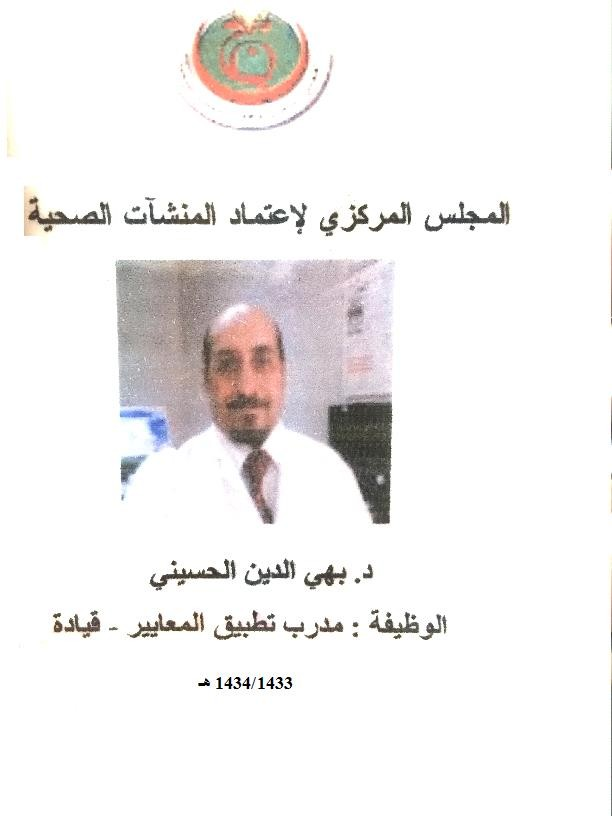 المجلس المركزي لإعتماد المنشآت الصحية
د. بهي الدين الحسيني
الوظيفة : مدرب تطبيق المعايير - قيادة
1434/1433 هـ